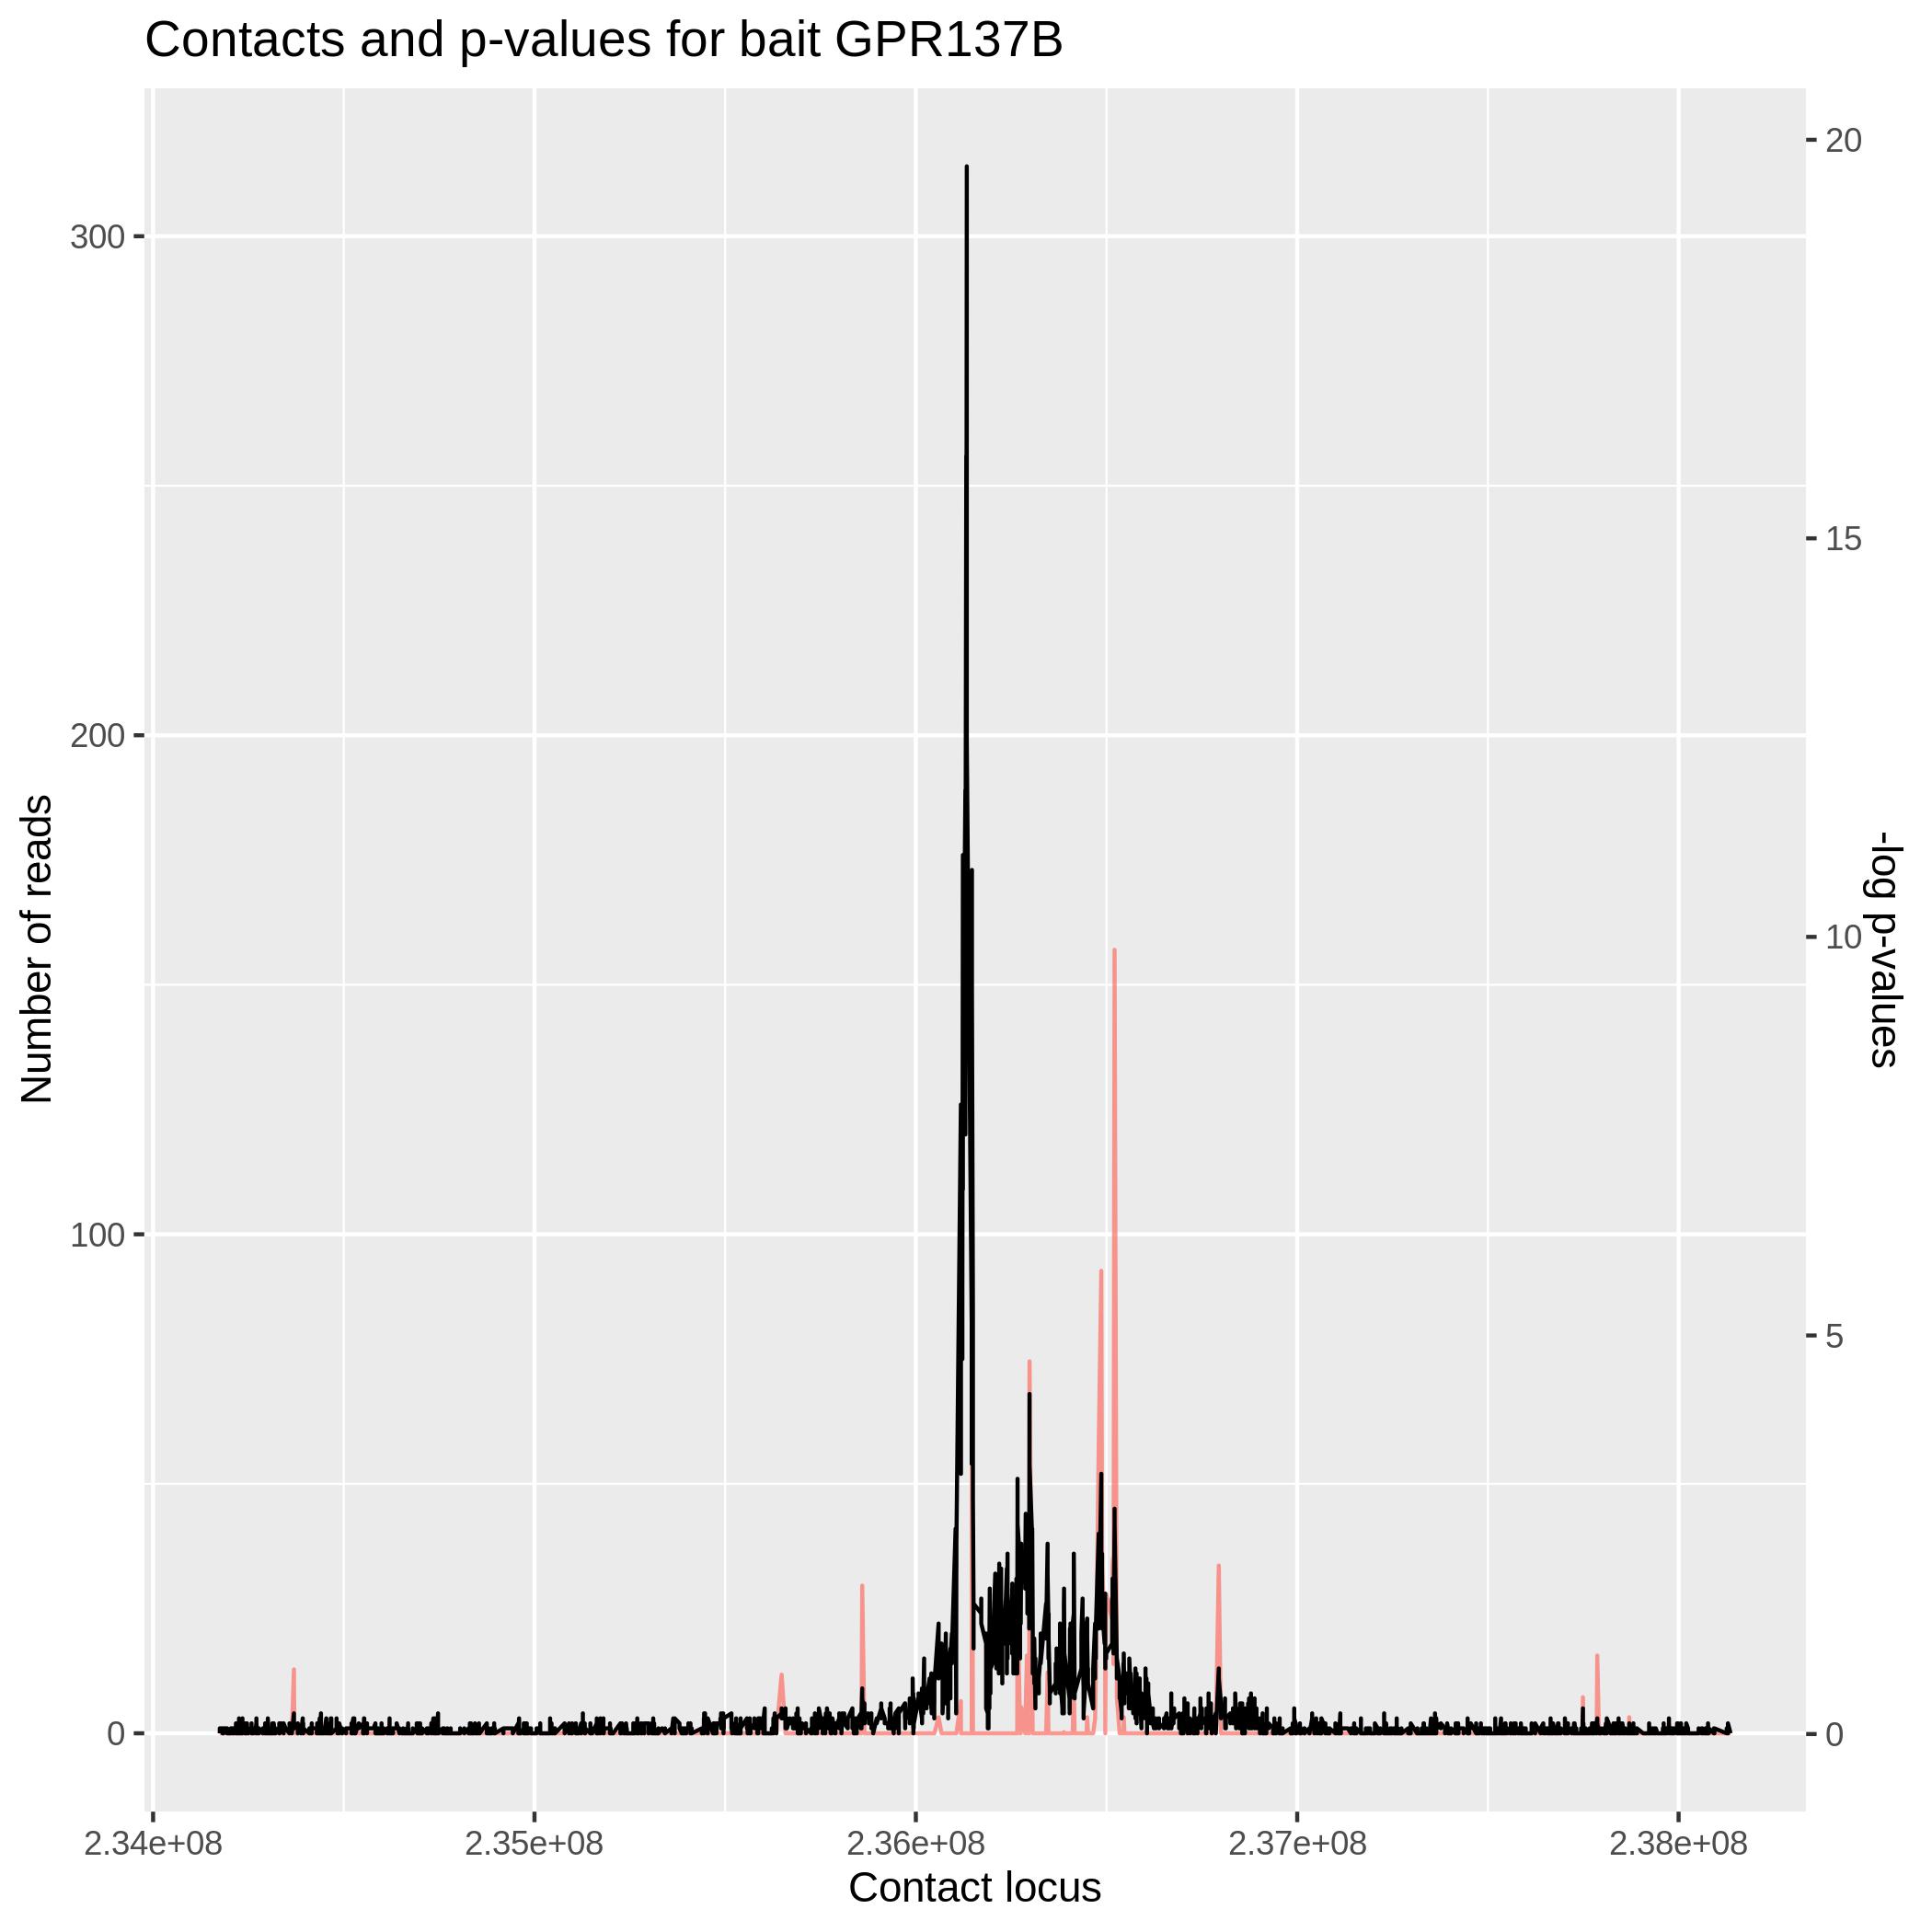 Contacts and p-values for bait GPR137B
20
300
15
200
10
100
5
0
0
Number of reads
-log p-values
2.34e+08
2.35e+08
2.36e+08
2.37e+08
2.38e+08
Contact locus